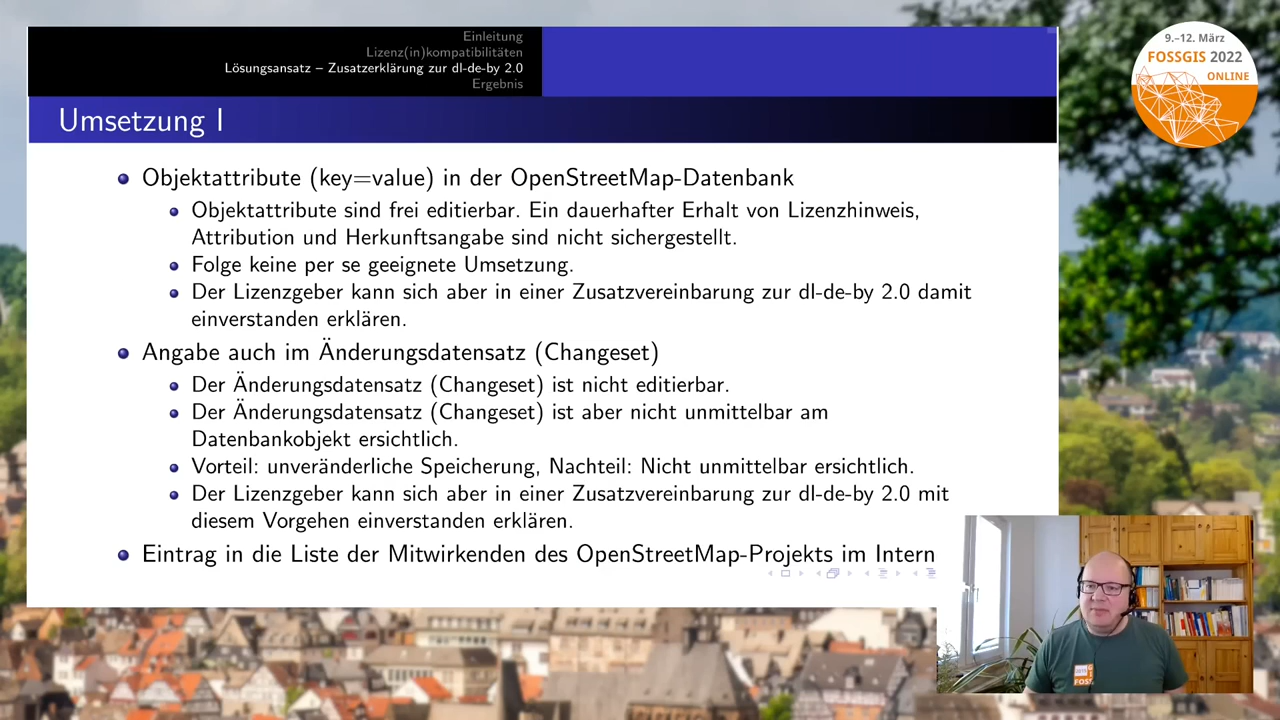 Einleitung
Lizenz(in)kompatibilitäten
Lösungsansatz – Zusatzerklärung zur dl-de-by 2.0
Ergebnis
9.–12. März
FOSSGIS 2022
ONLINE
Umsetzung I
Objektattribute (key=value) in der OpenStreetMap-Datenbank
Objektattribute sind frei editierbar. Ein dauerhafter Erhalt von Lizenzhinweis,
Attribution und Herkunftsangabe sind nicht sichergestellt.
Folge keine per se geeignete Umsetzung.
Der Lizenzgeber kann sich aber in einer Zusatzvereinbarung zur dl-de-by 2.0 damit
einverstanden erklären.
Angabe auch im Änderungsdatensatz (Changeset)
Der Änderungsdatensatz (Changeset) ist nicht editierbar.
Der Änderungsdatensatz (Changeset) ist aber nicht unmittelbar am
Datenbankobjekt ersichtlich.
Vorteil: unveränderliche Speicherung, Nachteil: Nicht unmittelbar ersichtlich.
Der Lizenzgeber kann sich aber in einer Zusatzvereinbarung zur dl-de-by 2.0 mit
diesem Vorgehen einverstanden erklären.
Eintrag in die Liste der Mitwirkenden des OpenStreetMap-Projekts im Intern